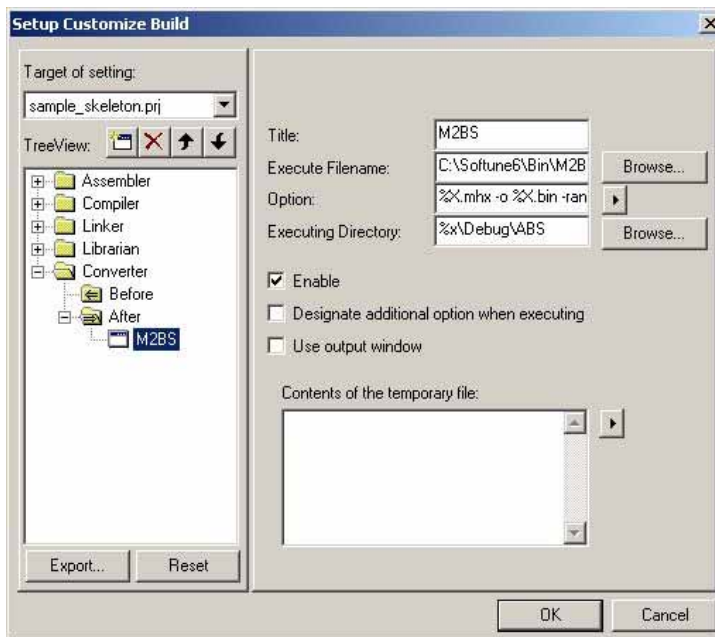 Setup Customize Build
Target of setting:
sample_skeleton.prj
TreeView:
Assembler
Compiler
Linker
Librarian
Converter
Before
After
M2BS
Export...
Reset
Title:
M2BS
Execute Filename:
C:\Softune6\Bin\M2B
Browse...
Option:
%X.mhx -o %X.bin -ran
Executing Directory:
%x\Debug\ABS
Browse...
Enable
Designate additional option when executing
Use output window
Contents of the temporary file:
OK
Cancel